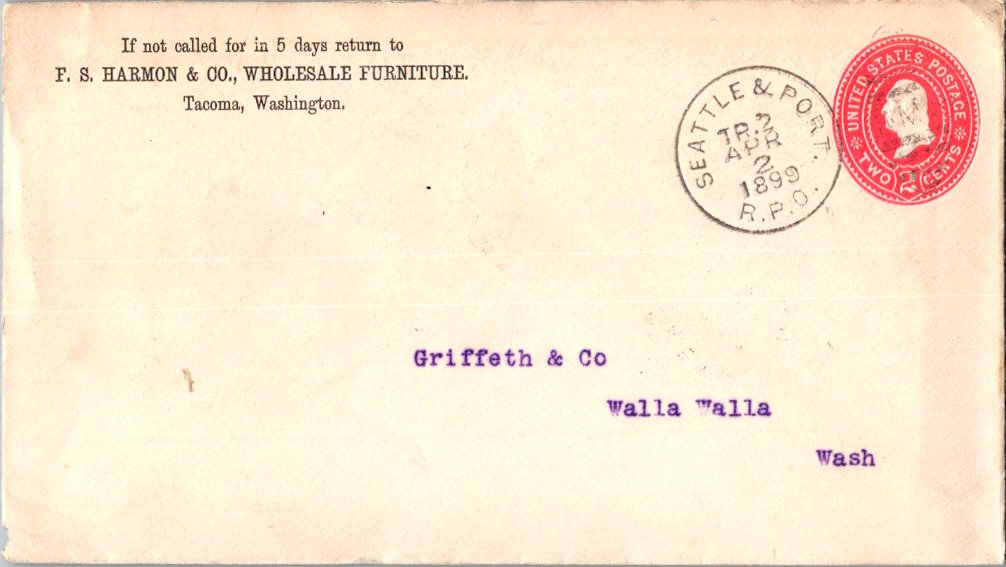 If not called for in 5 days return to
F. S. HARMON & CO., WHOLESALE FURNITURE.
Tacoma, Washington.
SEATTLE & PORT.
TR. 2
APR
2
1899
R.P.O.
UNITED STATES POSTAGE
TWO 2 CENTS
Griffeth & Co
Walla Walla
Wash